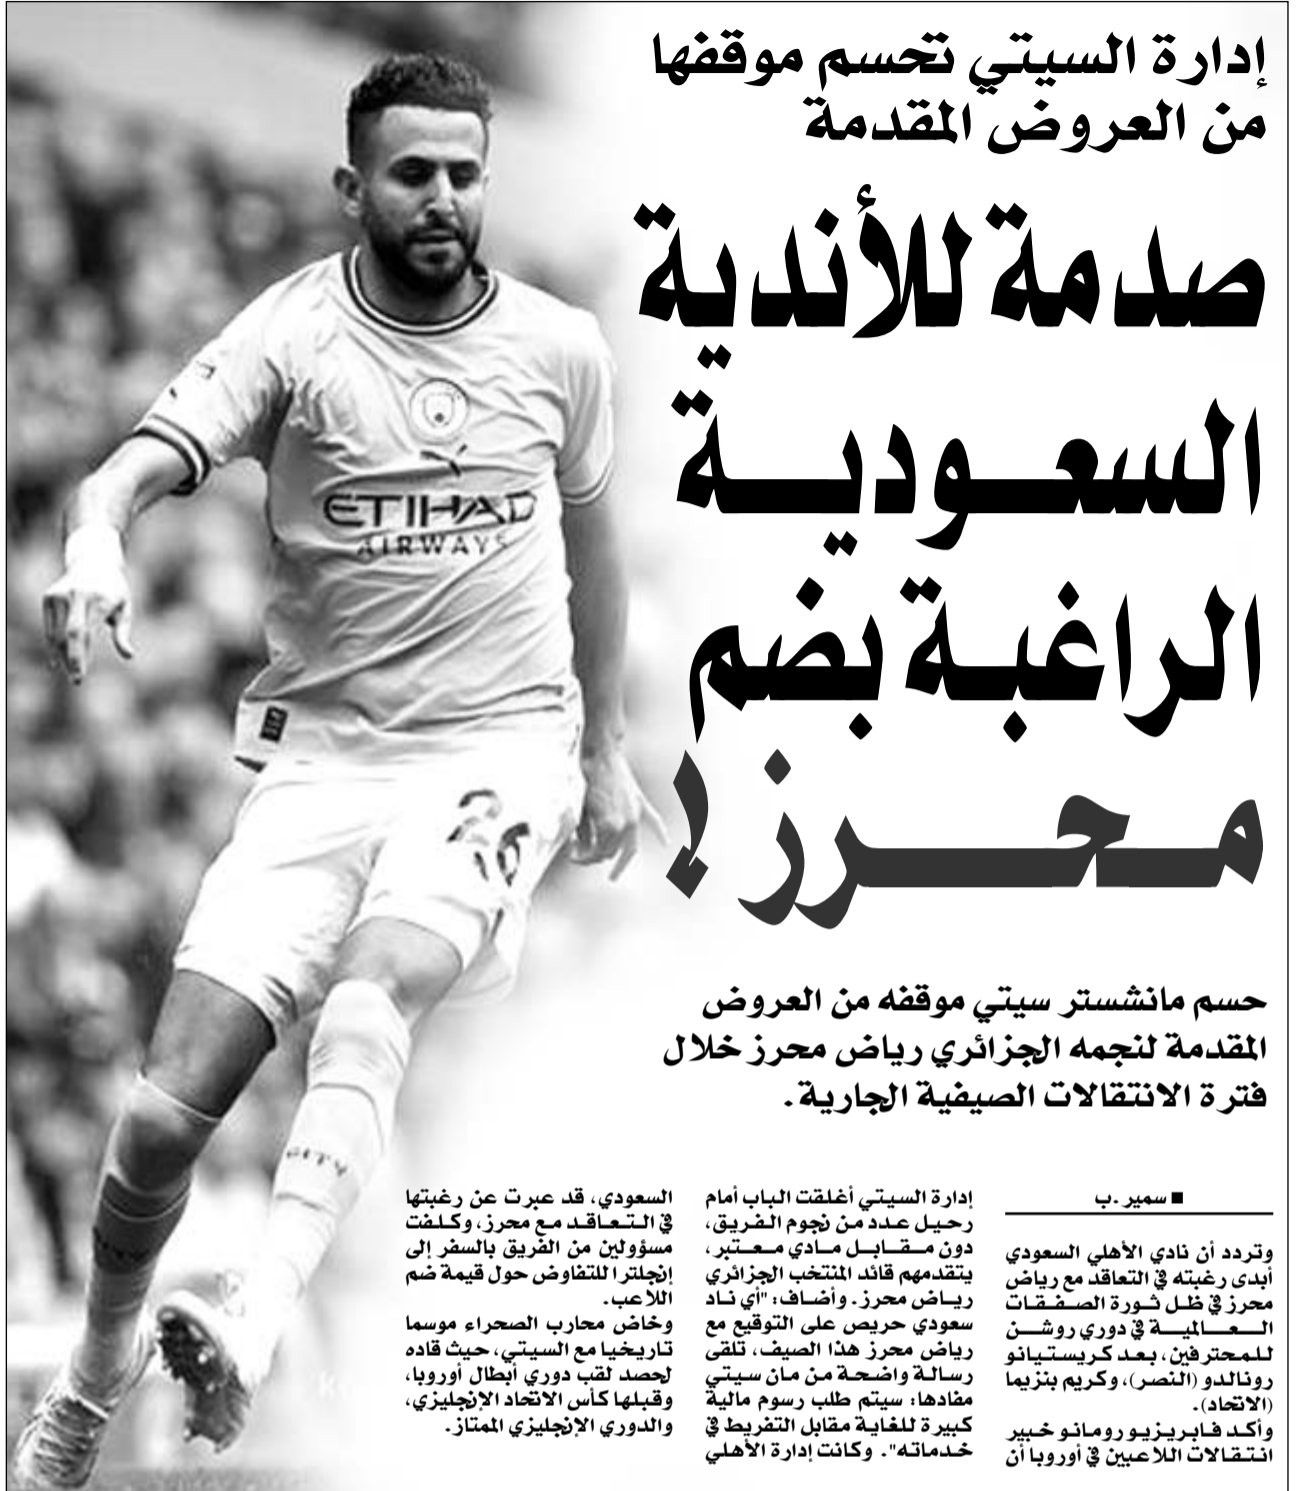 إدارة السيتي تحسم موقفها
من العروض المقدمة
صدمة للأندية
السعودية
الراغبة بضم
محرز!
حسم مانشستر سيتي موقفه من العروض
المقدمة لنجمه الجزائري رياض محرز خلال
فترة الانتقالات الصيفية الجارية.
■ سمير .ب
وتردد أن نادي الأهلي السعودي
أبدى رغبته في التعاقد مع رياض
محرز في ظل ثورة الصفقات
العالمية في دوري روشن
للمحترفين، بعد كريستيانو
رونالدو (النصر)، وكريم بنزيما
(الاتحاد).
وأكد فابريزيو رومانو خبير
انتقالات اللاعبين في أوروبا أن
إدارة السيتي أغلقت الباب أمام
رحيل عدد من نجوم الفريق،
دون مقابل مادي معتبر،
يتقدمهم قائد المنتخب الجزائري
رياض محرز. وأضاف: "أي ناد
سعودي حريص على التوقيع مع
رياض محرز هذا الصيف، تلقى
رسالة واضحة من مان سيتي
مفادها: سيتم طلب رسوم مالية
كبيرة للغاية مقابل التفريط في
خدماته". وكانت إدارة الأهلي
السعودي، قد عبرت عن رغبتها
في التعاقد مع محرز، وكلفت
مسؤولين من الفريق بالسفر إلى
إنجلترا للتفاوض حول قيمة ضم
اللاعب.
وخاض محارب الصحراء موسما
تاريخيا مع السيتي، حيث قاده
لحصد لقب دوري أبطال أوروبا،
وقبلها كأس الاتحاد الإنجليزي،
والدوري الإنجليزي الممتاز.
ETIHAD
AIRWAYS
26
CITY